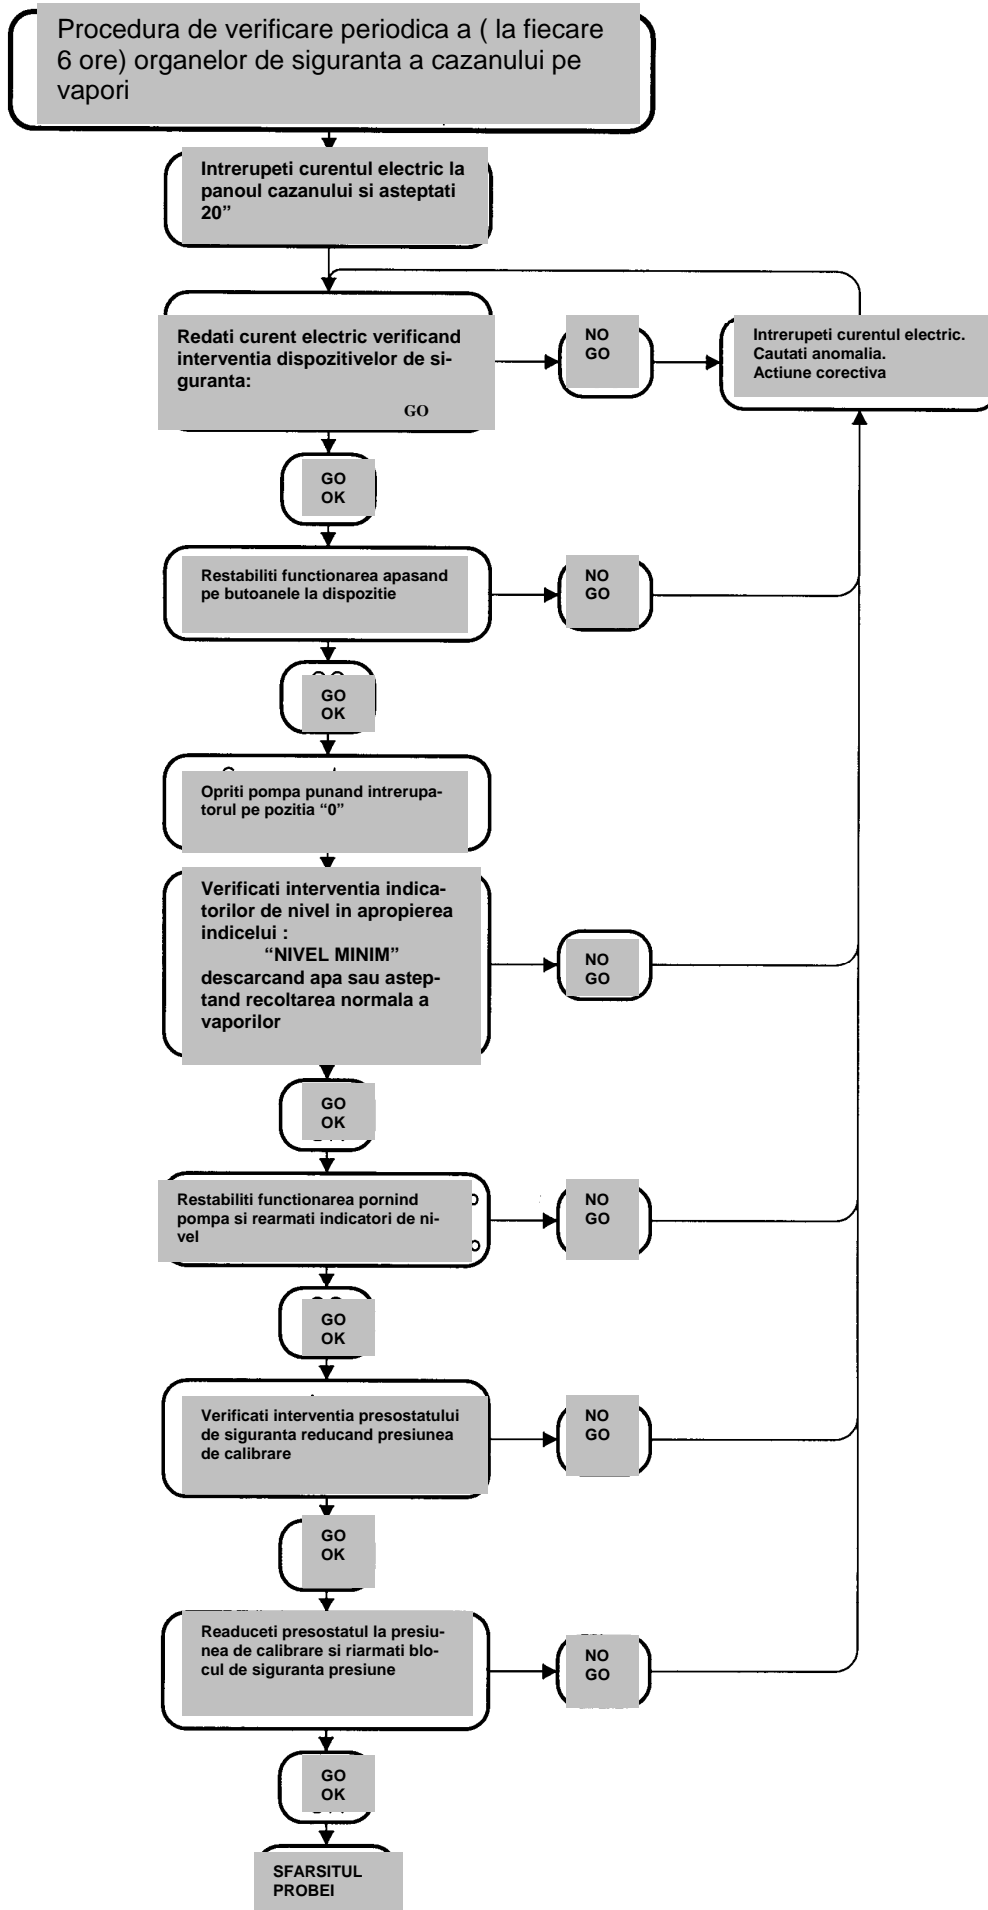 Procedura de verificare periodica a ( la fiecare
6 ore) organelor de siguranta a cazanului pe
vapori
Intrerupeti curentul electric la
panoul cazanului si asteptati
20”
Redati curent electric verificand
interventia dispozitivelor de si-
guranta:
GO
NO
GO
Intrerupeti curentul electric.
Cautati anomalia.
Actiune corectiva
GO
OK
Restabiliti functionarea apasand
pe butoanele la dispozitie
NO
GO
GO
OK
Opriti pompa punand intrerupa-
torul pe pozitia “0”
Verificati interventia indica-
torilor de nivel in apropierea
indicelui :
“NIVEL MINIM”
descarcand apa sau astep-
tand recoltarea normala a
vaporilor
NO
GO
GO
OK
Restabiliti functionarea pornind
pompa si rearmati indicatori de ni-
vel
NO
GO
GO
OK
Verificati interventia presostatului
de siguranta reducand presiunea
de calibrare
NO
GO
GO
OK
Readuceti presostatul la presiu-
nea de calibrare si riarmati blo-
cul de siguranta presiune
NO
GO
GO
OK
SFARSITUL
PROBEI